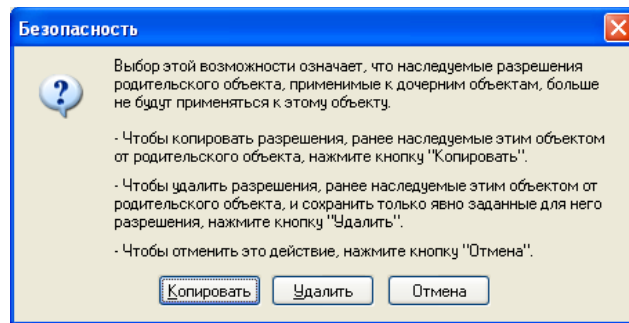 Безопасность
Выбор этой возможности означает, что наследуемые разрешения
родительского объекта, применимые к дочерним объектам, больше
не будут применяться к этому объекту.
- Чтобы копировать разрешения, ранее наследуемые этим объектом
от родительского объекта, нажмите кнопку "Копировать".
- Чтобы удалить разрешения, ранее наследуемые этим объектом от
родительского объекта, и сохранить только явно заданные для него
разрешения, нажмите кнопку "Удалить".
- Чтобы отменить это действие, нажмите кнопку "Отмена".
Копировать Удалить Отмена